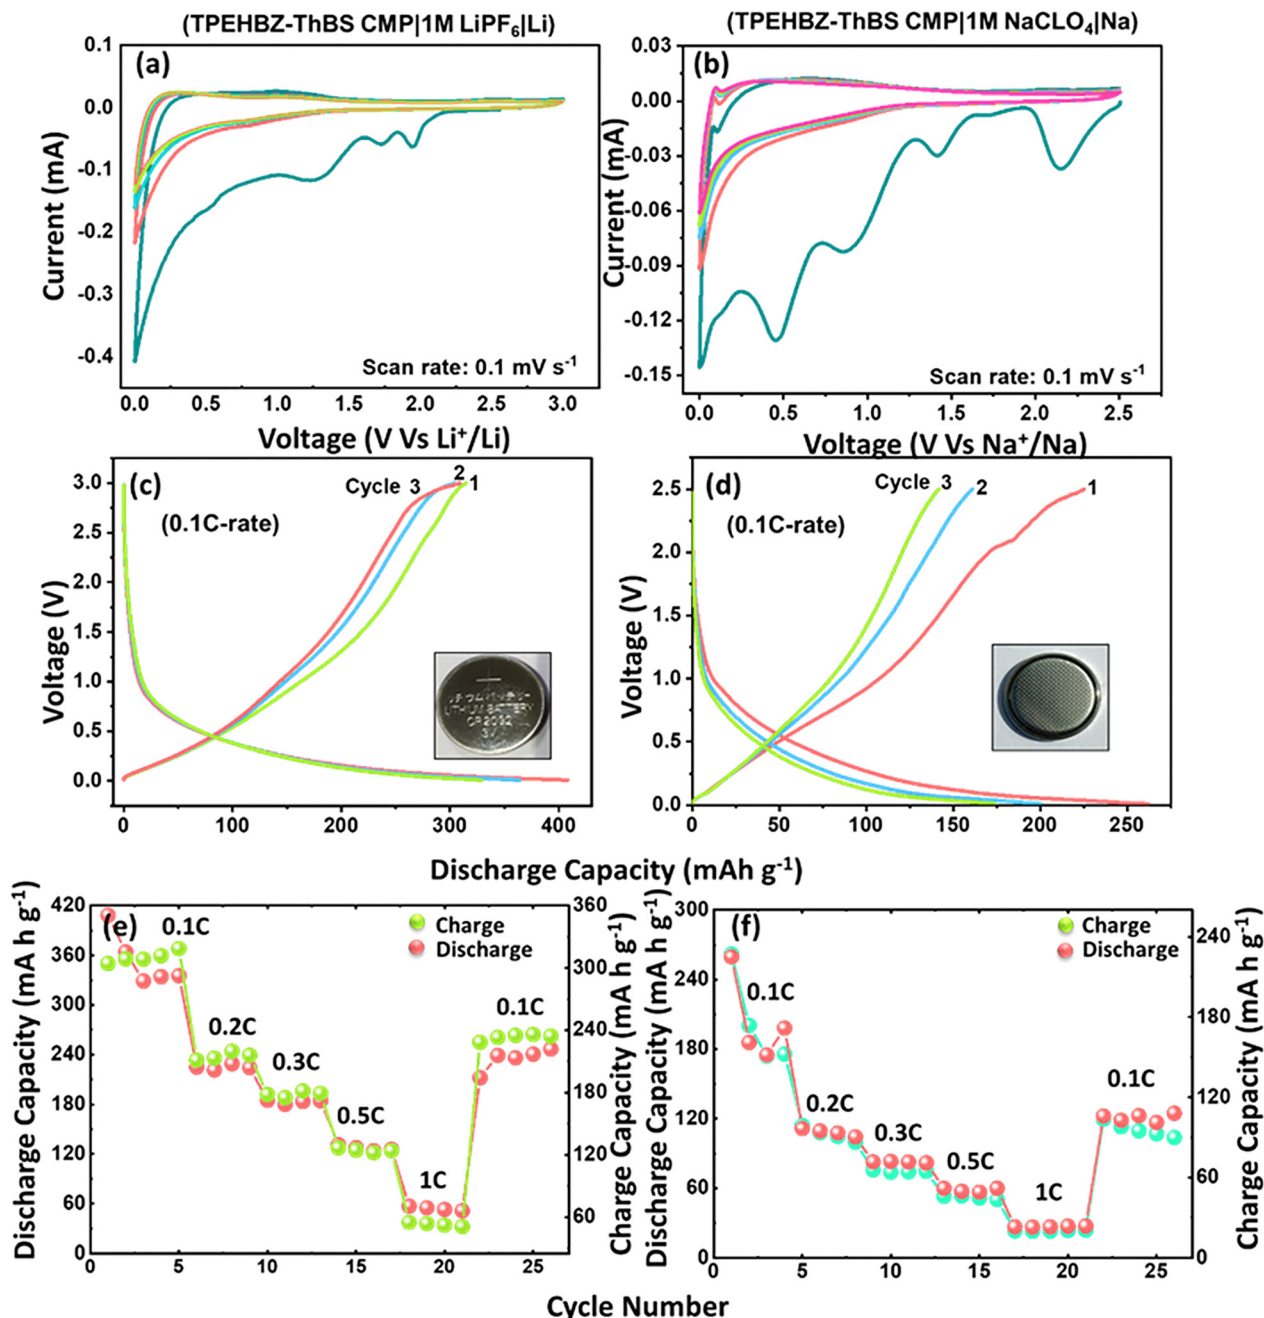 (TPEHBZ-ThBS CMP|1M LiPF6|Li)
(TPEHBZ-ThBS CMP|1M NaCLO4|Na)
(a)
0.1
0.0
-0.1
-0.2
-0.3
-0.4
Current (mA)
Scan rate: 0.1 mV s-1
0.0 0.5 1.0 1.5 2.0 2.5 3.0
Voltage (V Vs Li+/Li)
(b)
0.03
0.00
-0.03
-0.06
-0.09
-0.12
-0.15
Current (mA)
Scan rate: 0.1 mV s-1
0.0 0.5 1.0 1.5 2.0 2.5
Voltage (V Vs Na+/Na)
(c)
3.0
2.5
2.0
1.5
1.0
0.5
0.0
Voltage (V)
Cycle 3
2
1
(0.1C-rate)
LITHIUM BATTERY
3V
0 100 200 300 400
(d)
2.5
2.0
1.5
1.0
0.5
0.0
Voltage (V)
Cycle 3
2
1
(0.1C-rate)
0 50 100 150 200 250
Discharge Capacity (mAh g-1)
(e)
420
360
300
240
180
120
60
0
Discharge Capacity (mA h g-1)
Charge
Discharge
0.1C
0.2C
0.3C
0.5C
1C
0.1C
360
300
240
180
120
60
Charge Capacity (mA h g-1)
0 5 10 15 20 25
(f)
300
240
180
120
60
0
Discharge Capacity (mA h g-1)
Charge
Discharge
0.1C
0.2C
0.3C
0.5C
1C
0.1C
240
180
120
60
0
Charge Capacity (mA h g-1)
0 5 10 15 20 25
Cycle Number